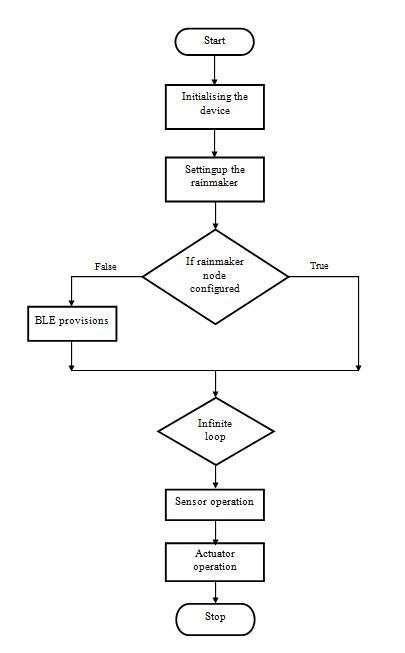 Start
Initialising the
device
Settingup the
rainmaker
If rainmaker
node
configured
False
True
BLE provisions
Infinite
loop
Sensor operation
Actuator
operation
Stop